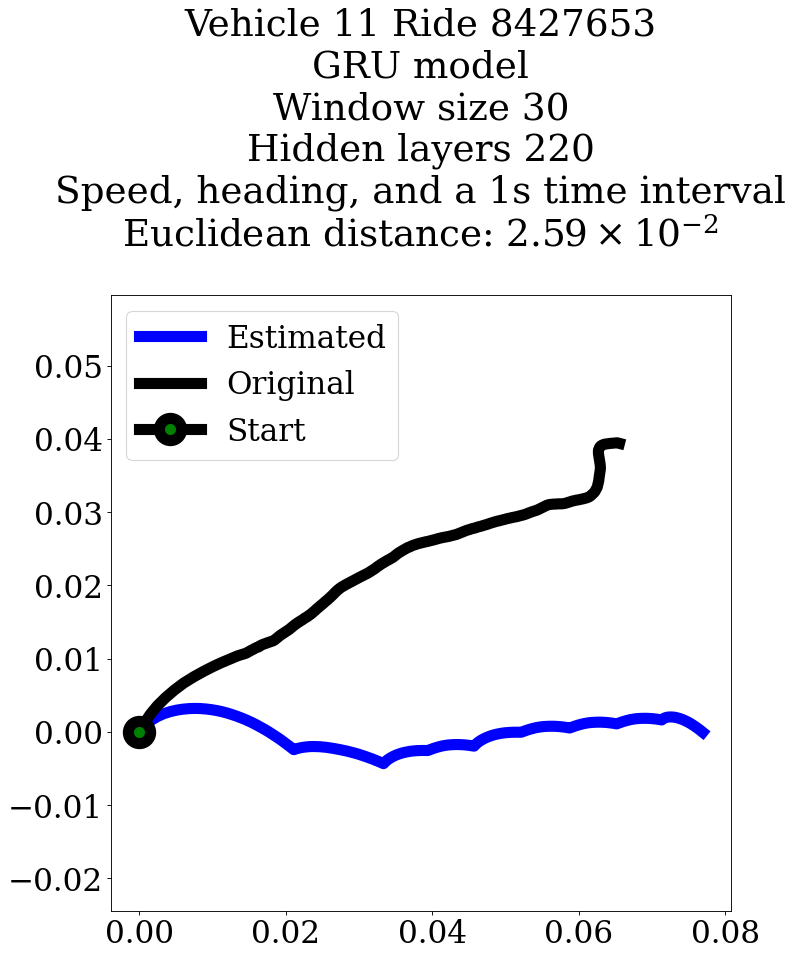 Vehicle 11 Ride 8427653
GRU model
Window size 30
Hidden layers 220
Speed, heading, and a 1s time interval
Euclidean distance: 2.59 × 10⁻²
Estimated
Original
Start
0.05
0.04
0.03
0.02
0.01
0.00
−0.01
−0.02
0.00 0.02 0.04 0.06 0.08